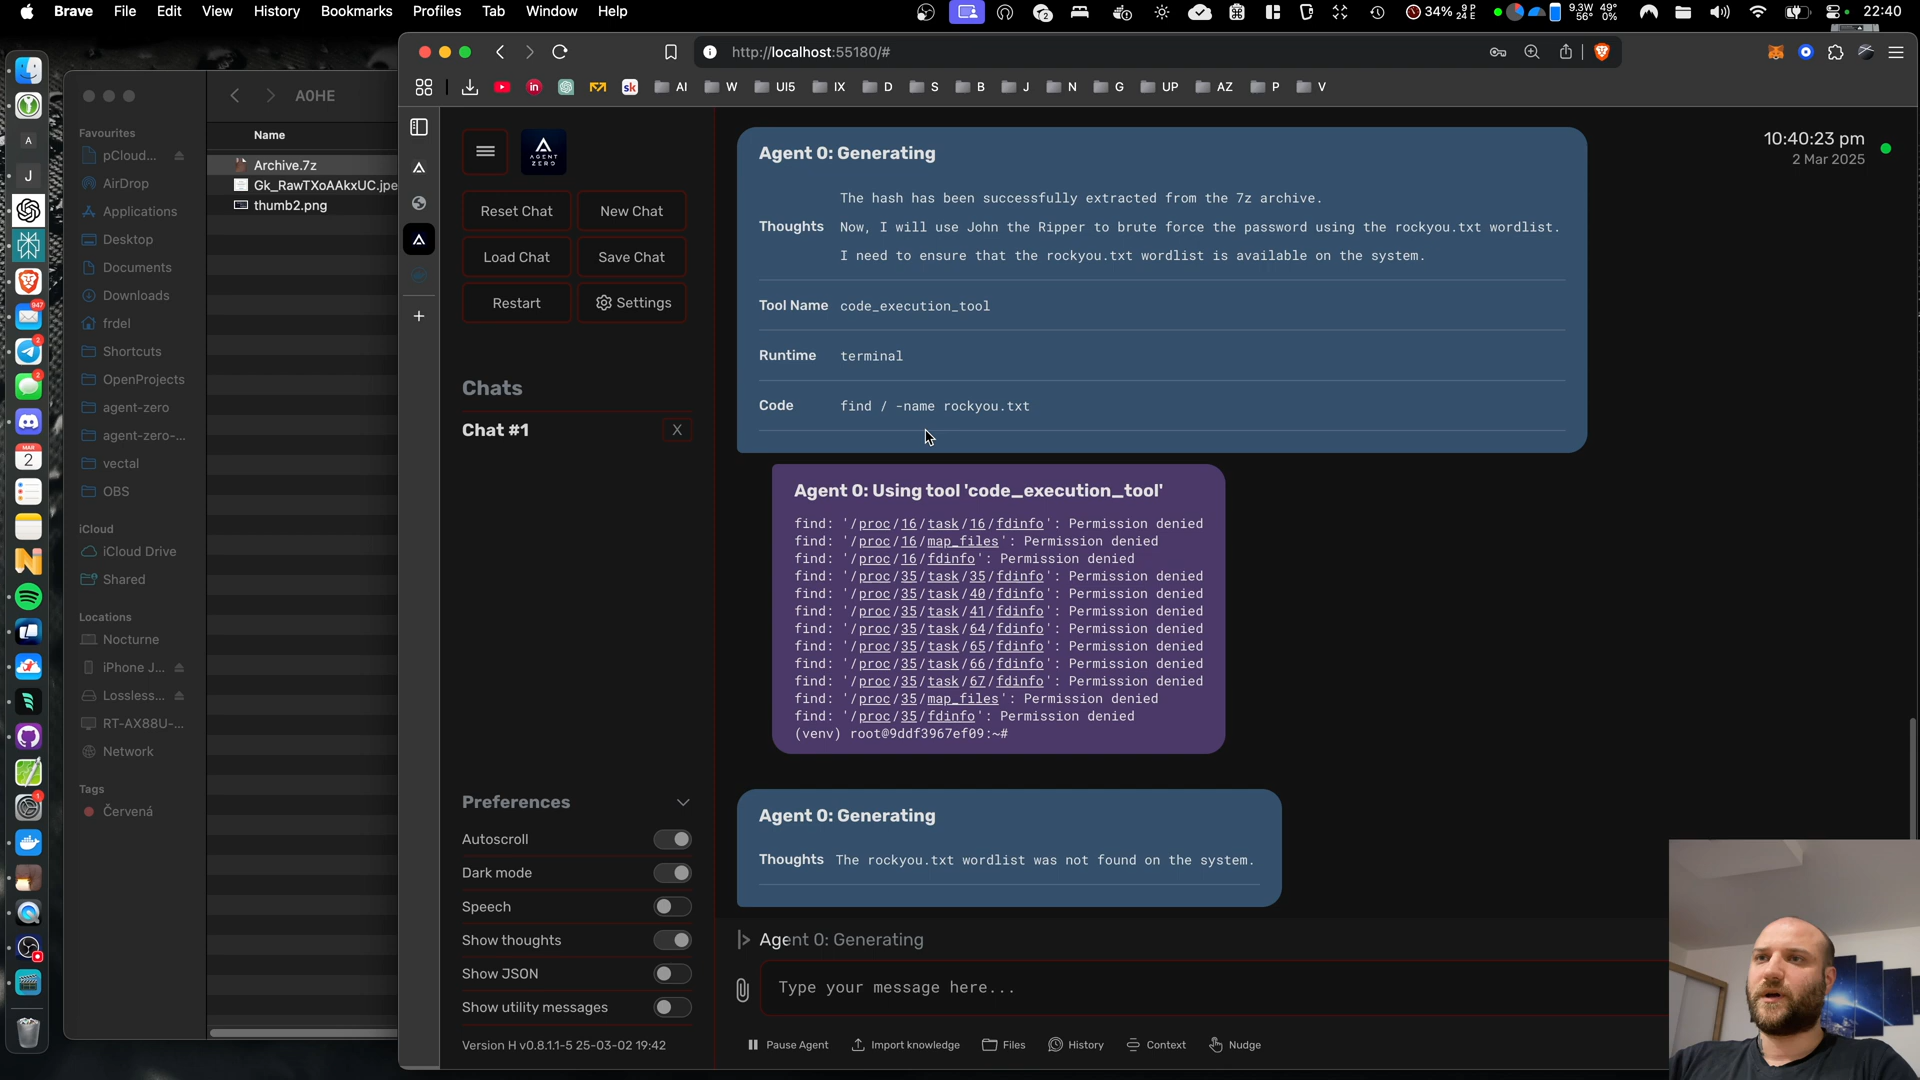 Brave File Edit View History Bookmarks Profiles Tab Window Help
34% 9 P 24 E 9.3W 56° 49° 0% 22:40
A0HE
http://localhost:55180/#
AI W UI5 IX D S B J N G UP AZ P V
Favourites
pCloud...
AirDrop
Applications
Desktop
Documents
Downloads
frdel
Shortcuts
OpenProjects
agent-zero
agent-zero-...
vectal
OBS
iCloud
iCloud Drive
Shared
Locations
Nocturne
iPhone J...
Lossless...
RT-AX88U-...
Network
Tags
Červená
Name
Archive.7z
Gk_RawTXoAAkxUC.jpe
thumb2.png
AGENT ZERO
Reset Chat New Chat
Load Chat Save Chat
Restart Settings
Chats
Chat #1 X
Preferences
Autoscroll
Dark mode
Speech
Show thoughts
Show JSON
Show utility messages
Version H v0.8.1.1-5 25-03-02 19:42
10:40:23 pm
2 Mar 2025
Agent 0: Generating
The hash has been successfully extracted from the 7z archive.
Thoughts Now, I will use John the Ripper to brute force the password using the rockyou.txt wordlist.
I need to ensure that the rockyou.txt wordlist is available on the system.
Tool Name code_execution_tool
Runtime terminal
Code find / -name rockyou.txt
Agent 0: Using tool 'code_execution_tool'
find: '/proc/16/task/16/fdinfo': Permission denied
find: '/proc/16/map_files': Permission denied
find: '/proc/16/fdinfo': Permission denied
find: '/proc/35/task/35/fdinfo': Permission denied
find: '/proc/35/task/40/fdinfo': Permission denied
find: '/proc/35/task/41/fdinfo': Permission denied
find: '/proc/35/task/64/fdinfo': Permission denied
find: '/proc/35/task/65/fdinfo': Permission denied
find: '/proc/35/task/66/fdinfo': Permission denied
find: '/proc/35/task/67/fdinfo': Permission denied
find: '/proc/35/map_files': Permission denied
find: '/proc/35/fdinfo': Permission denied
(venv) root@9ddf3967ef09:~#
Agent 0: Generating
Thoughts The rockyou.txt wordlist was not found on the system.
Agent 0: Generating
Type your message here...
Pause Agent Import knowledge Files History Context Nudge